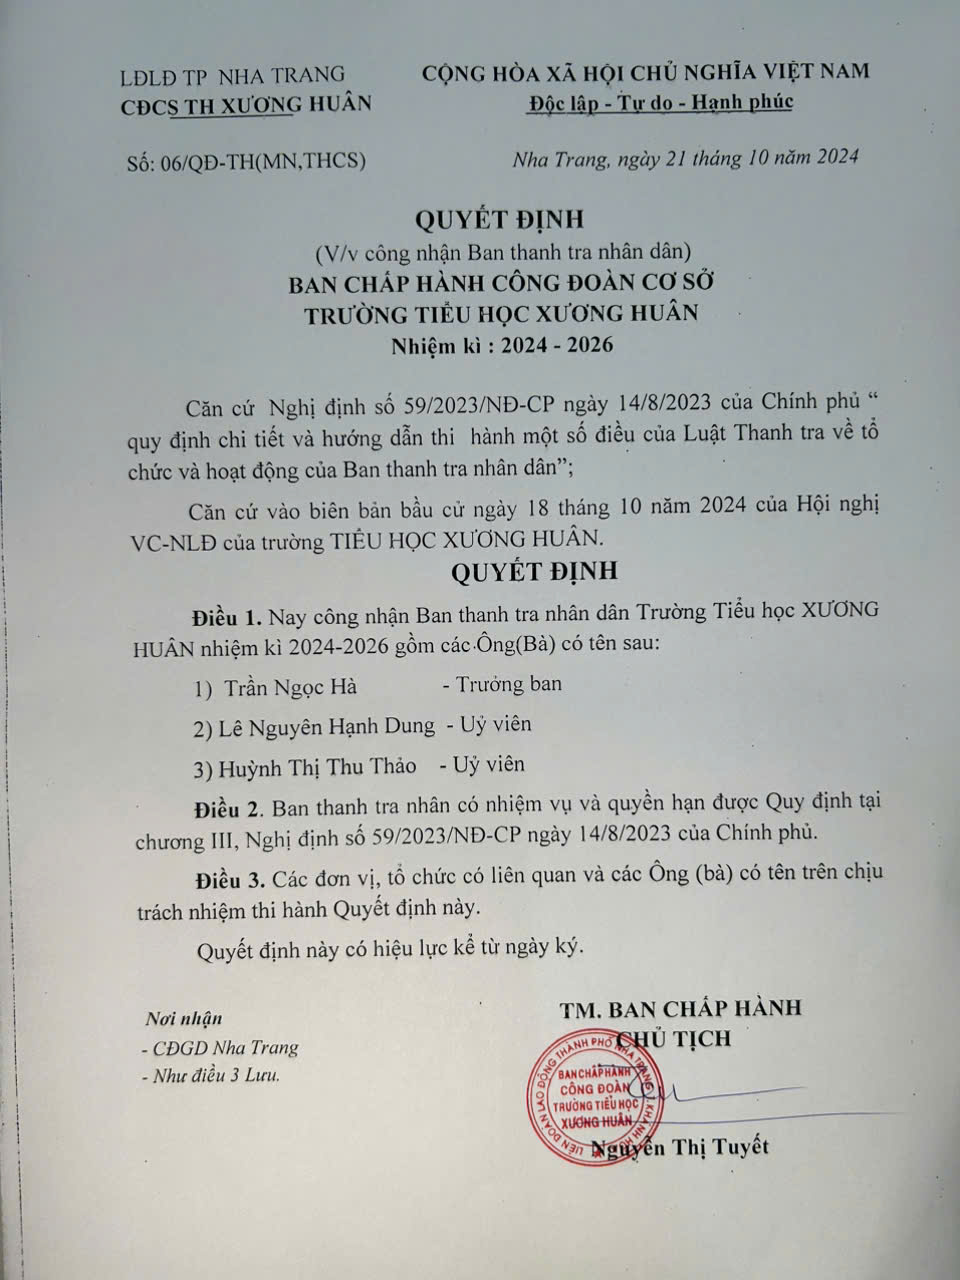 LĐLĐ TP NHA TRANG
CĐCS TH XƯƠNG HUÂN
CỘNG HÒA XÃ HỘI CHỦ NGHĨA VIỆT NAM
Độc lập - Tự do - Hạnh phúc
Số: 06/QĐ-TH(MN,THCS)
Nha Trang, ngày 21 tháng 10 năm 2024
QUYẾT ĐỊNH
(V/v công nhận Ban thanh tra nhân dân)
BAN CHẤP HÀNH CÔNG ĐOÀN CƠ SỞ
TRƯỜNG TIỂU HỌC XƯƠNG HUÂN
Nhiệm kì : 2024 - 2026
Căn cứ Nghị định số 59/2023/NĐ-CP ngày 14/8/2023 của Chính phủ “
quy định chi tiết và hướng dẫn thi hành một số điều của Luật Thanh tra về tổ
chức và hoạt động của Ban thanh tra nhân dân”;
Căn cứ vào biên bản bầu cử ngày 18 tháng 10 năm 2024 của Hội nghị
VC-NLĐ của trường TIỂU HỌC XƯƠNG HUÂN.
QUYẾT ĐỊNH
Điều 1. Nay công nhận Ban thanh tra nhân dân Trường Tiểu học XƯƠNG
HUÂN nhiệm kì 2024-2026 gồm các Ông(Bà) có tên sau:
1) Trần Ngọc Hà - Trưởng ban
2) Lê Nguyên Hạnh Dung - Uỷ viên
3) Huỳnh Thị Thu Thảo - Uỷ viên
Điều 2. Ban thanh tra nhân có nhiệm vụ và quyền hạn được Quy định tại
chương III, Nghị định số 59/2023/NĐ-CP ngày 14/8/2023 của Chính phủ.
Điều 3. Các đơn vị, tổ chức có liên quan và các Ông (bà) có tên trên chịu
trách nhiệm thi hành Quyết định này.
Quyết định này có hiệu lực kể từ ngày ký.
Nơi nhận
- CĐGD Nha Trang
- Như điều 3 Lưu.
TM. BAN CHẤP HÀNH
CHỦ TỊCH
LIÊN ĐOÀN LAO ĐỘNG THÀNH PHỐ NHA TRANG T. KHÁNH HÒA
BAN CHẤP HÀNH
CÔNG ĐOÀN
TRƯỜNG TIỂU HỌC
XƯƠNG HUÂN
Nguyễn Thị Tuyết